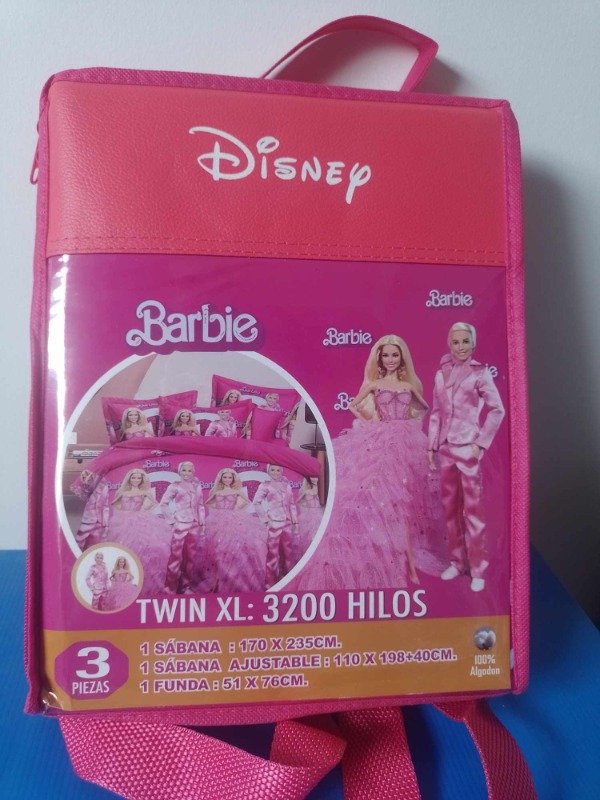 Disney
Barbie
Barbie
Barbie
Barbie
Barbie
TWIN XL: 3200 HILOS
3
PIEZAS
1 SÁBANA : 170 X 235CM.
1 SÁBANA AJUSTABLE : 110 X 198+40CM.
1 FUNDA : 51 X 76CM.
100%
Algodon